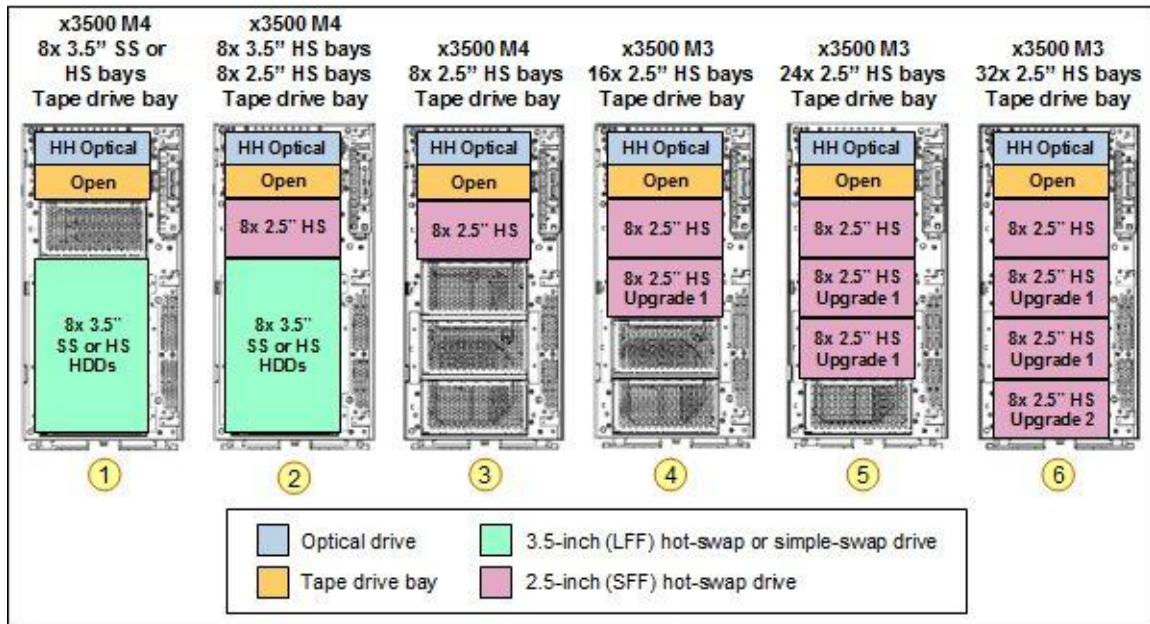 x3500 M4
8x 3.5” SS or
HS bays
Tape drive bay
x3500 M4
8x 3.5” HS bays
8x 2.5” HS bays
Tape drive bay
x3500 M4
8x 2.5” HS bays
Tape drive bay
x3500 M3
16x 2.5” HS bays
Tape drive bay
x3500 M3
24x 2.5” HS bays
Tape drive bay
x3500 M3
32x 2.5” HS bays
Tape drive bay
HH Optical
Open
8x 3.5”
SS or HS
HDDs
HH Optical
Open
8x 2.5” HS
8x 3.5”
SS or HS
HDDs
HH Optical
Open
8x 2.5” HS
HH Optical
Open
8x 2.5” HS
8x 2.5” HS
Upgrade 1
HH Optical
Open
8x 2.5” HS
8x 2.5” HS
Upgrade 1
8x 2.5” HS
Upgrade 1
HH Optical
Open
8x 2.5” HS
8x 2.5” HS
Upgrade 1
8x 2.5” HS
Upgrade 1
8x 2.5” HS
Upgrade 2
1
2
3
4
5
6
Optical drive
3.5-inch (LFF) hot-swap or simple-swap drive
Tape drive bay
2.5-inch (SFF) hot-swap drive